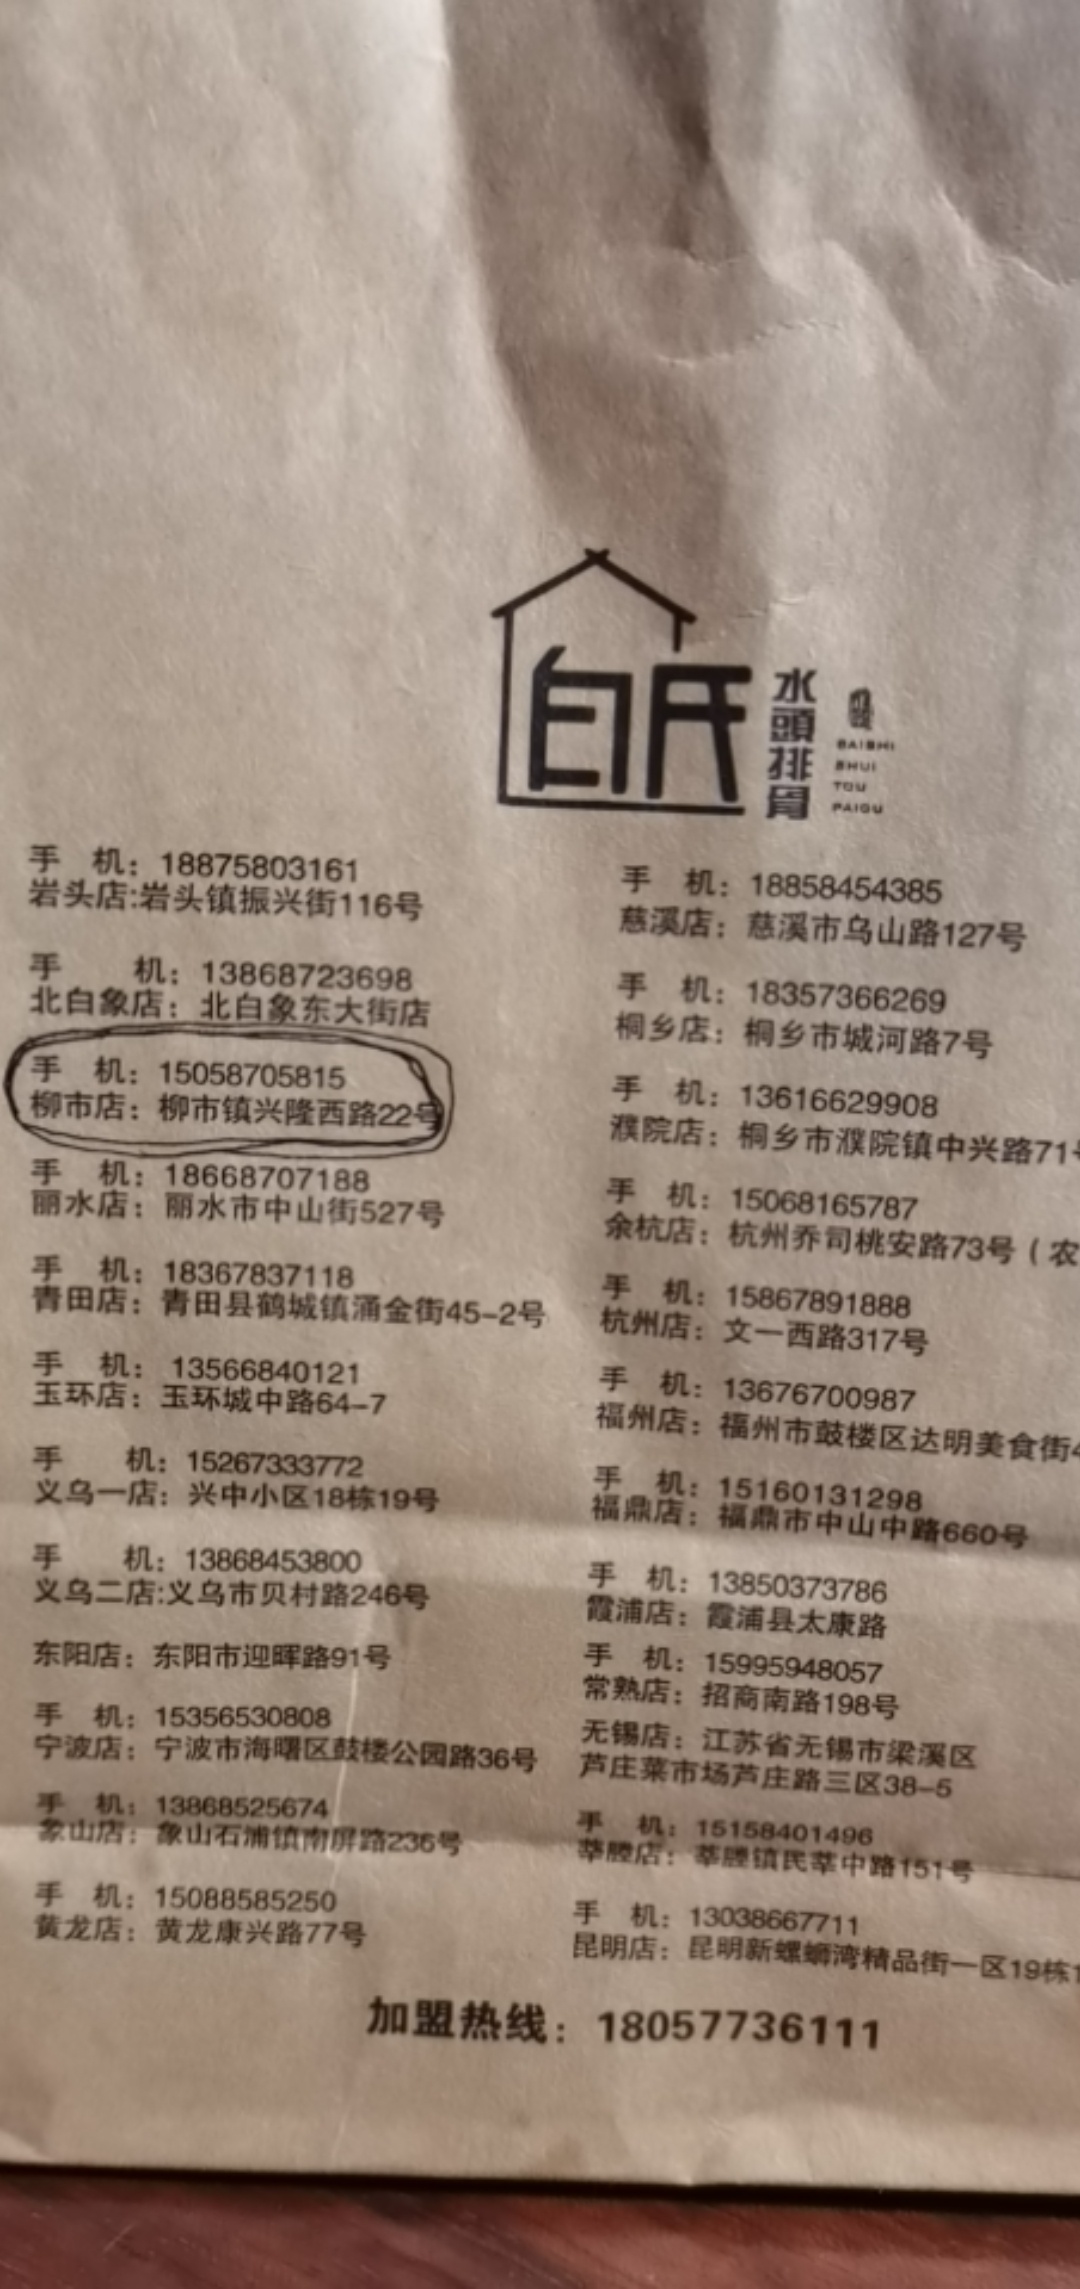 白氏
水頭排骨
BAISHI
SHUI
TOU
PAIGU
手 机：18875803161
岩头店:岩头镇振兴街116号
手 机：13868723698
北白象店：北白象东大街店
手 机：15058705815
柳市店：柳市镇兴隆西路22号
手 机：18668707188
丽水店：丽水市中山街527号
手 机：18367837118
青田店：青田县鹤城镇涌金街45-2号
手 机：13566840121
玉环店：玉环城中路64-7
手 机：15267333772
义乌一店：兴中小区18栋19号
手 机：13868453800
义乌二店:义乌市贝村路246号
东阳店：东阳市迎晖路91号
手 机：15356530808
宁波店：宁波市海曙区鼓楼公园路36号
手 机：13868525674
象山店：象山石浦镇南屏路236号
手 机：15088585250
黄龙店：黄龙康兴路77号
手 机：18858454385
慈溪店：慈溪市乌山路127号
手 机：18357366269
桐乡店：桐乡市城河路7号
手 机：13616629908
濮院店：桐乡市濮院镇中兴路71号
手 机：15068165787
余杭店：杭州乔司桃安路73号（农
手 机：15867891888
杭州店：文一西路317号
手 机：13676700987
福州店：福州市鼓楼区达明美食街4
手 机：15160131298
福鼎店：福鼎市中山中路660号
手 机：13850373786
霞浦店：霞浦县太康路
手 机：15995948057
常熟店：招商南路198号
无锡店：江苏省无锡市梁溪区
芦庄菜市场芦庄路三区38-5
手 机：15158401496
莘塍店：莘塍镇民莘中路151号
手 机：13038667711
昆明店：昆明新螺蛳湾精品街一区19栋1
加盟热线：18057736111